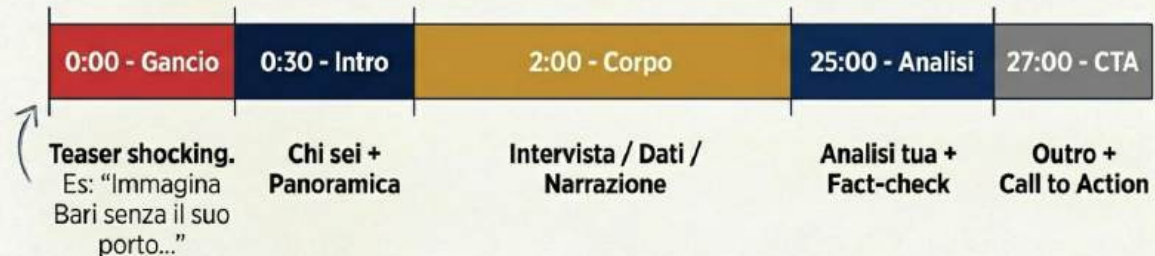 0:00 - Gancio
0:30 - Intro
2:00 - Corpo
25:00 - Analisi
27:00 - CTA
Teaser shocking.
Es: “Immagina
Bari senza il suo
porto...”
Chi sei +
Panoramica
Intervista / Dati /
Narrazione
Analisi tua +
Fact-check
Outro +
Call to Action